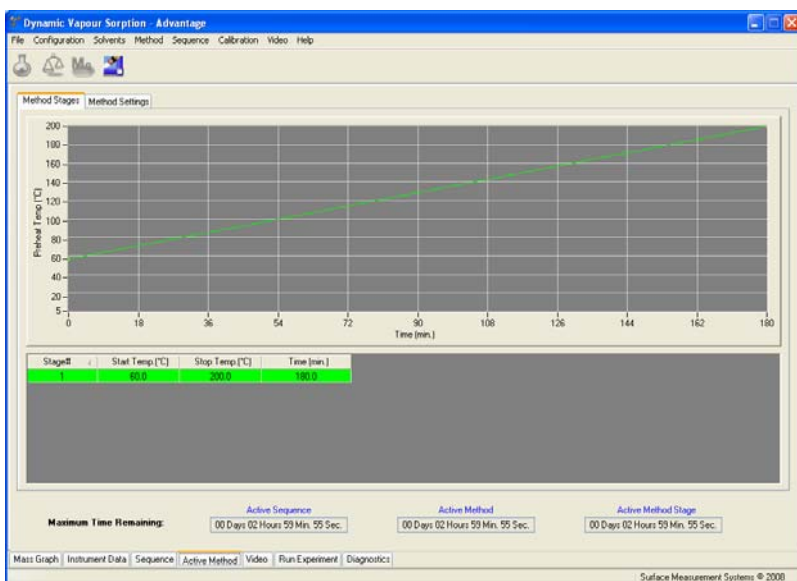 Dynamic Vapour Sorption - Advantage
File Configuration Solvents Method Sequence Calibration Video Help
Method Stages Method Settings
200
180
160
140
120
100
80
60
40
20
5
Preheat Temp (°C)
0 18 36 54 72 90 108 126 144 162 180
Time (min.)
Stage# Start Temp.(°C) Stop Temp.(°C) Time (min.)
1 60.0 200.0 180.0
Active Sequence Active Method Active Method Stage
Maximum Time Remaining: 00 Days 02 Hours 59 Min. 55 Sec. 00 Days 02 Hours 59 Min. 55 Sec. 00 Days 02 Hours 59 Min. 55 Sec.
Mass Graph Instrument Data Sequence Active Method Video Run Experiment Diagnostics
Surface Measurement Systems © 2008